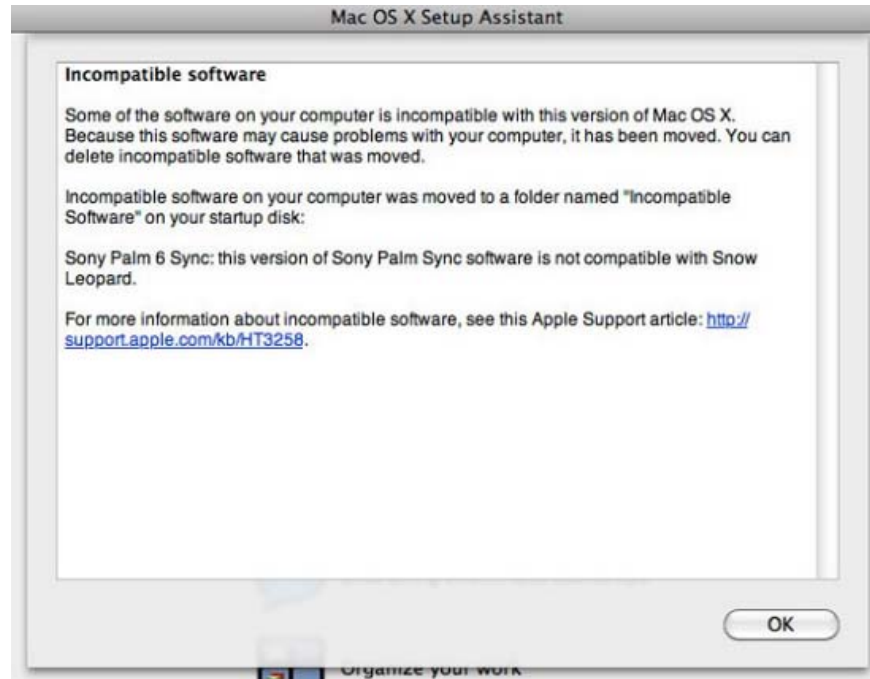 Mac OS X Setup Assistant
Incompatible software
Some of the software on your computer is incompatible with this version of Mac OS X.
Because this software may cause problems with your computer, it has been moved. You can
delete incompatible software that was moved.
Incompatible software on your computer was moved to a folder named "Incompatible
Software" on your startup disk:
Sony Palm 6 Sync: this version of Sony Palm Sync software is not compatible with Snow
Leopard.
For more information about incompatible software, see this Apple Support article: http://
support.apple.com/kb/HT3258.
OK
Organize your work